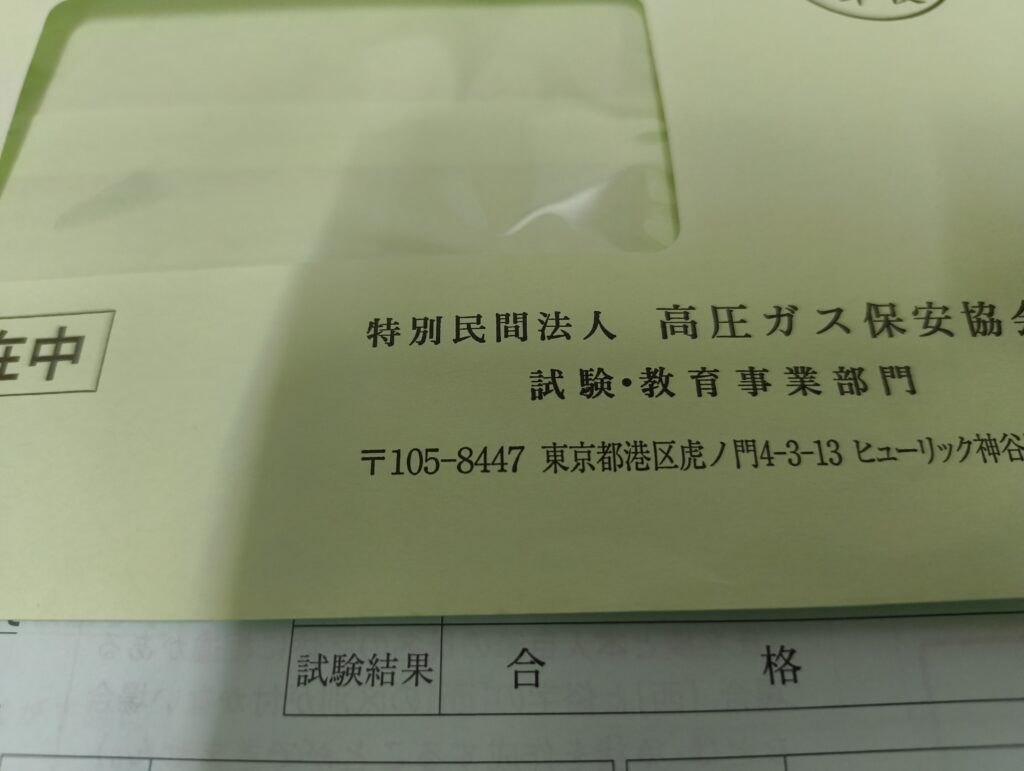 在中
特別民間法人 高圧ガス保安協会
試験・教育事業部門
〒105-8447 東京都港区虎ノ門4-3-13 ヒューリック神谷
試験結果 合 格